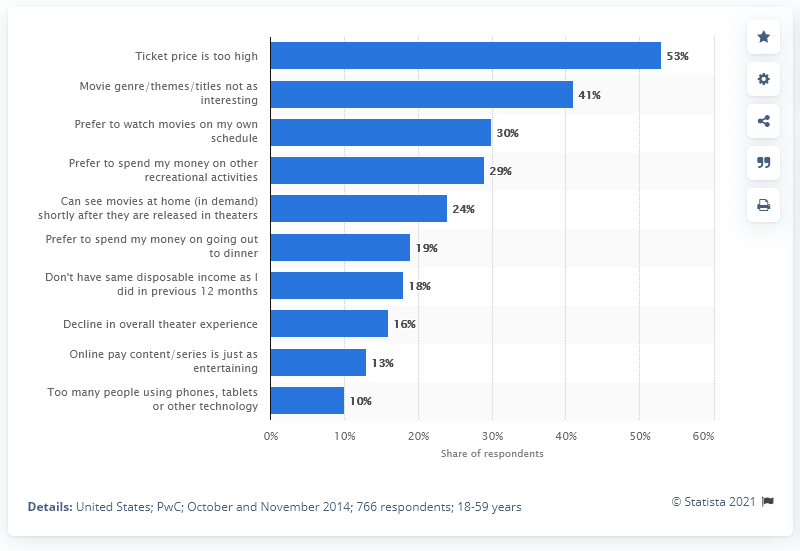 Ticket price is too high
53%
Movie genre/themes/titles not as
interesting
41%
Prefer to watch movies on my own
schedule
30%
Prefer to spend my money on other
recreational activities
29%
Can see movies at home (in demand)
shortly after they are released in theaters
24%
Prefer to spend my money on going out
to dinner
19%
Don't have same disposable income as I
did in previous 12 months
18%
Decline in overall theater experience
16%
Online pay content/series is just as
entertaining
13%
Too many people using phones, tablets
or other technology
10%
0% 10% 20% 30% 40% 50% 60%
Share of respondents
© Statista 2021
Details: United States; PwC; October and November 2014; 766 respondents; 18-59 years